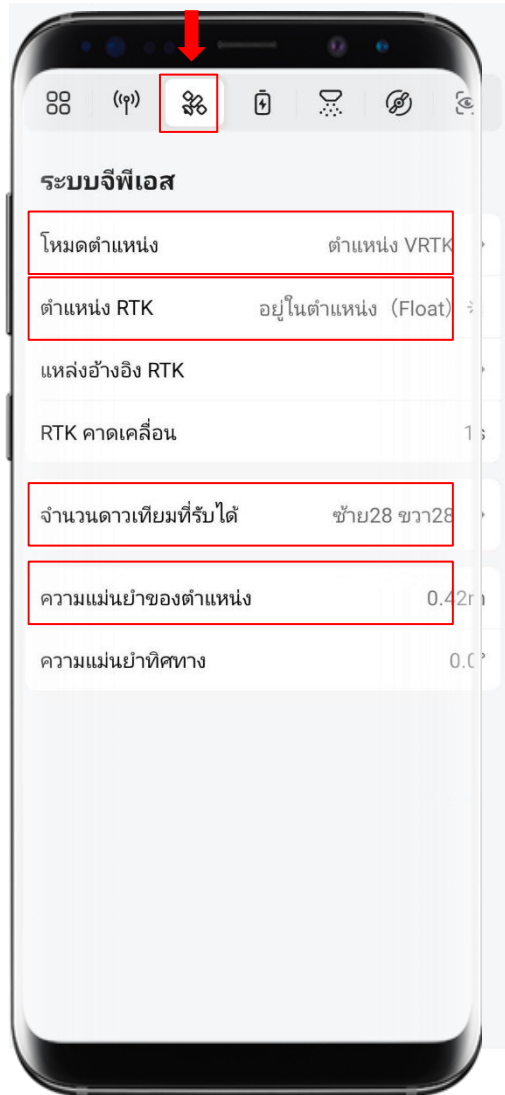 ระบบจีพีเอส
โหมดตำแหน่ง ตำแหน่ง VRTK
ตำแหน่ง RTK อยู่ในตำแหน่ง (Float)
แหล่งอ้างอิง RTK
RTK คาดเคลื่อน 1s
จำนวนดาวเทียมที่รับได้ ซ้าย28 ขวา28
ความแม่นยำของตำแหน่ง 0.42m
ความแม่นยำทิศทาง 0.0°